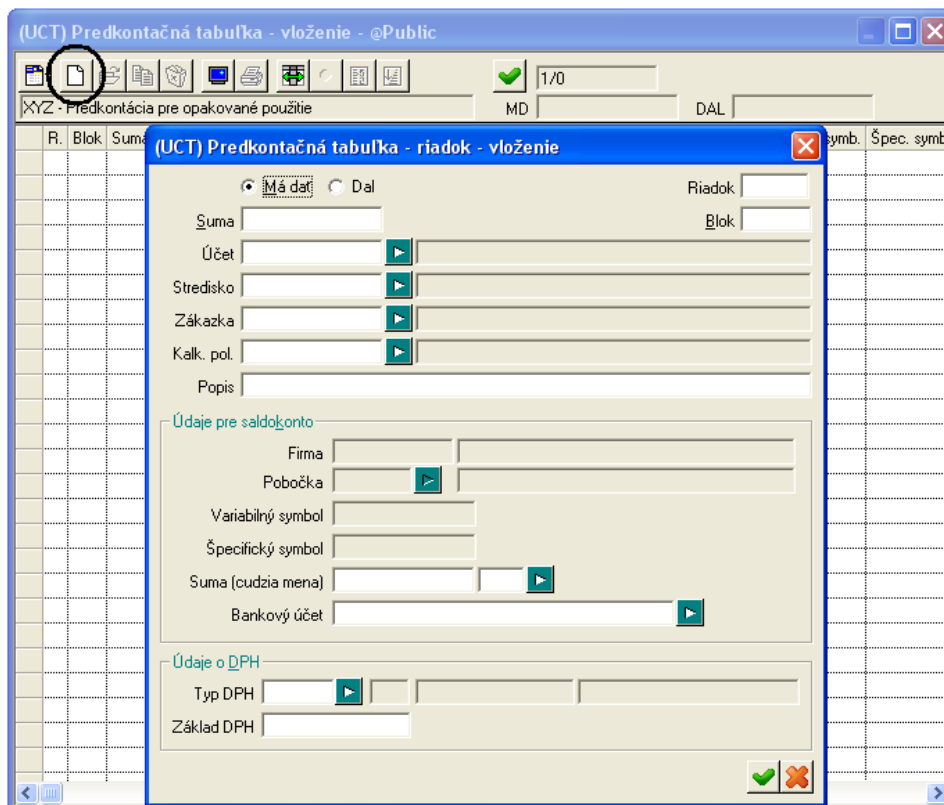 (UCT) Predkontačná tabuľka - vloženie - @Public
1/0
XYZ - Predkontácia pre opakované použitie MD DAL
R. Blok Suma symb. Špec. symb
(UCT) Predkontačná tabuľka - riadok - vloženie
Má dať Dal Riadok
Suma Blok
Účet
Stredisko
Zákazka
Kalk. pol.
Popis
Údaje pre saldokonto
Firma
Pobočka
Variabilný symbol
Špecifický symbol
Suma (cudzia mena)
Bankový účet
Údaje o DPH
Typ DPH
Základ DPH